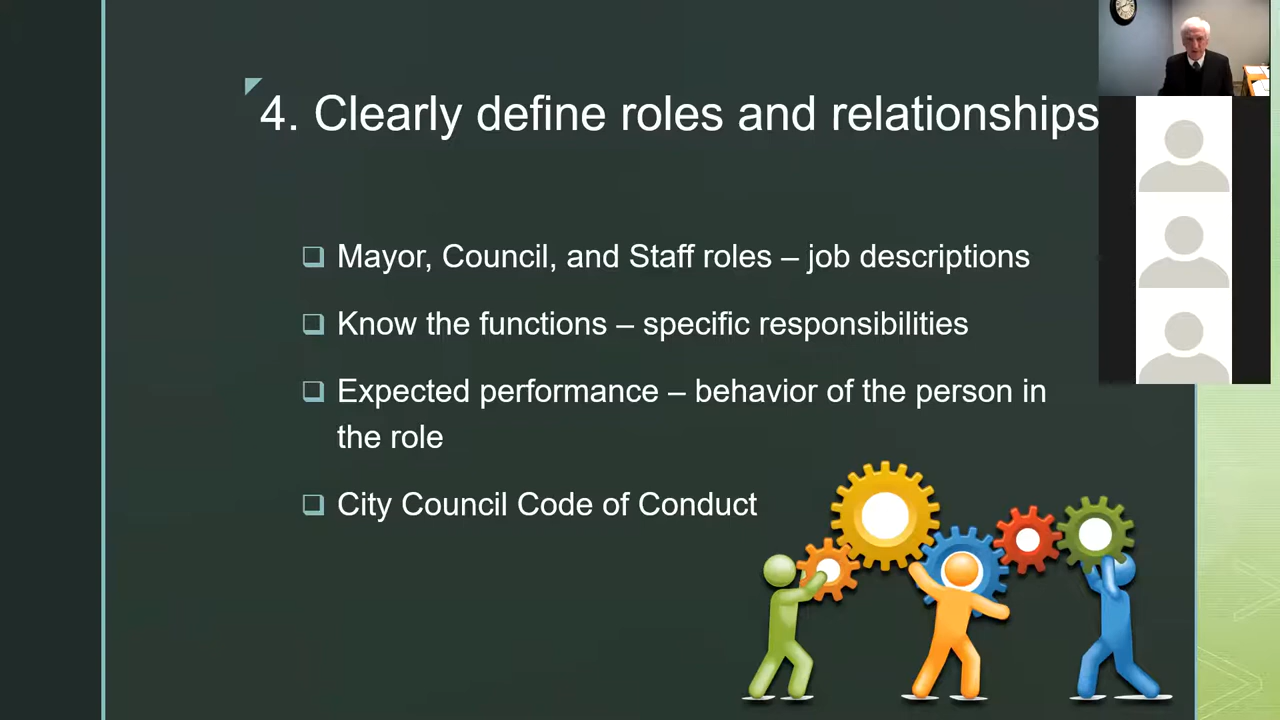 4. Clearly define roles and relationships
Mayor, Council, and Staff roles – job descriptions
Know the functions – specific responsibilities
Expected performance – behavior of the person in
the role
City Council Code of Conduct